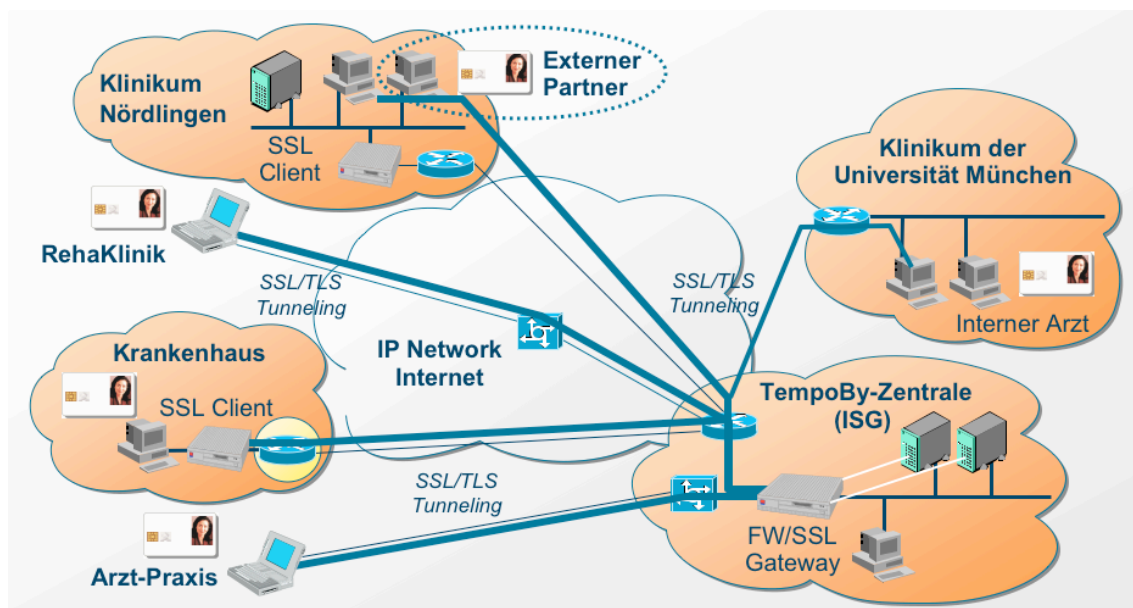 Klinikum
Nördlingen
SSL
Client
Externer
Partner
Klinikum der
Universität München
Interner Arzt
RehaKlinik
SSL/TLS
Tunneling
SSL/TLS
Tunneling
IP Network
Internet
Krankenhaus
SSL Client
TempoBy-Zentrale
(ISG)
SSL/TLS
Tunneling
FW/SSL
Gateway
Arzt-Praxis